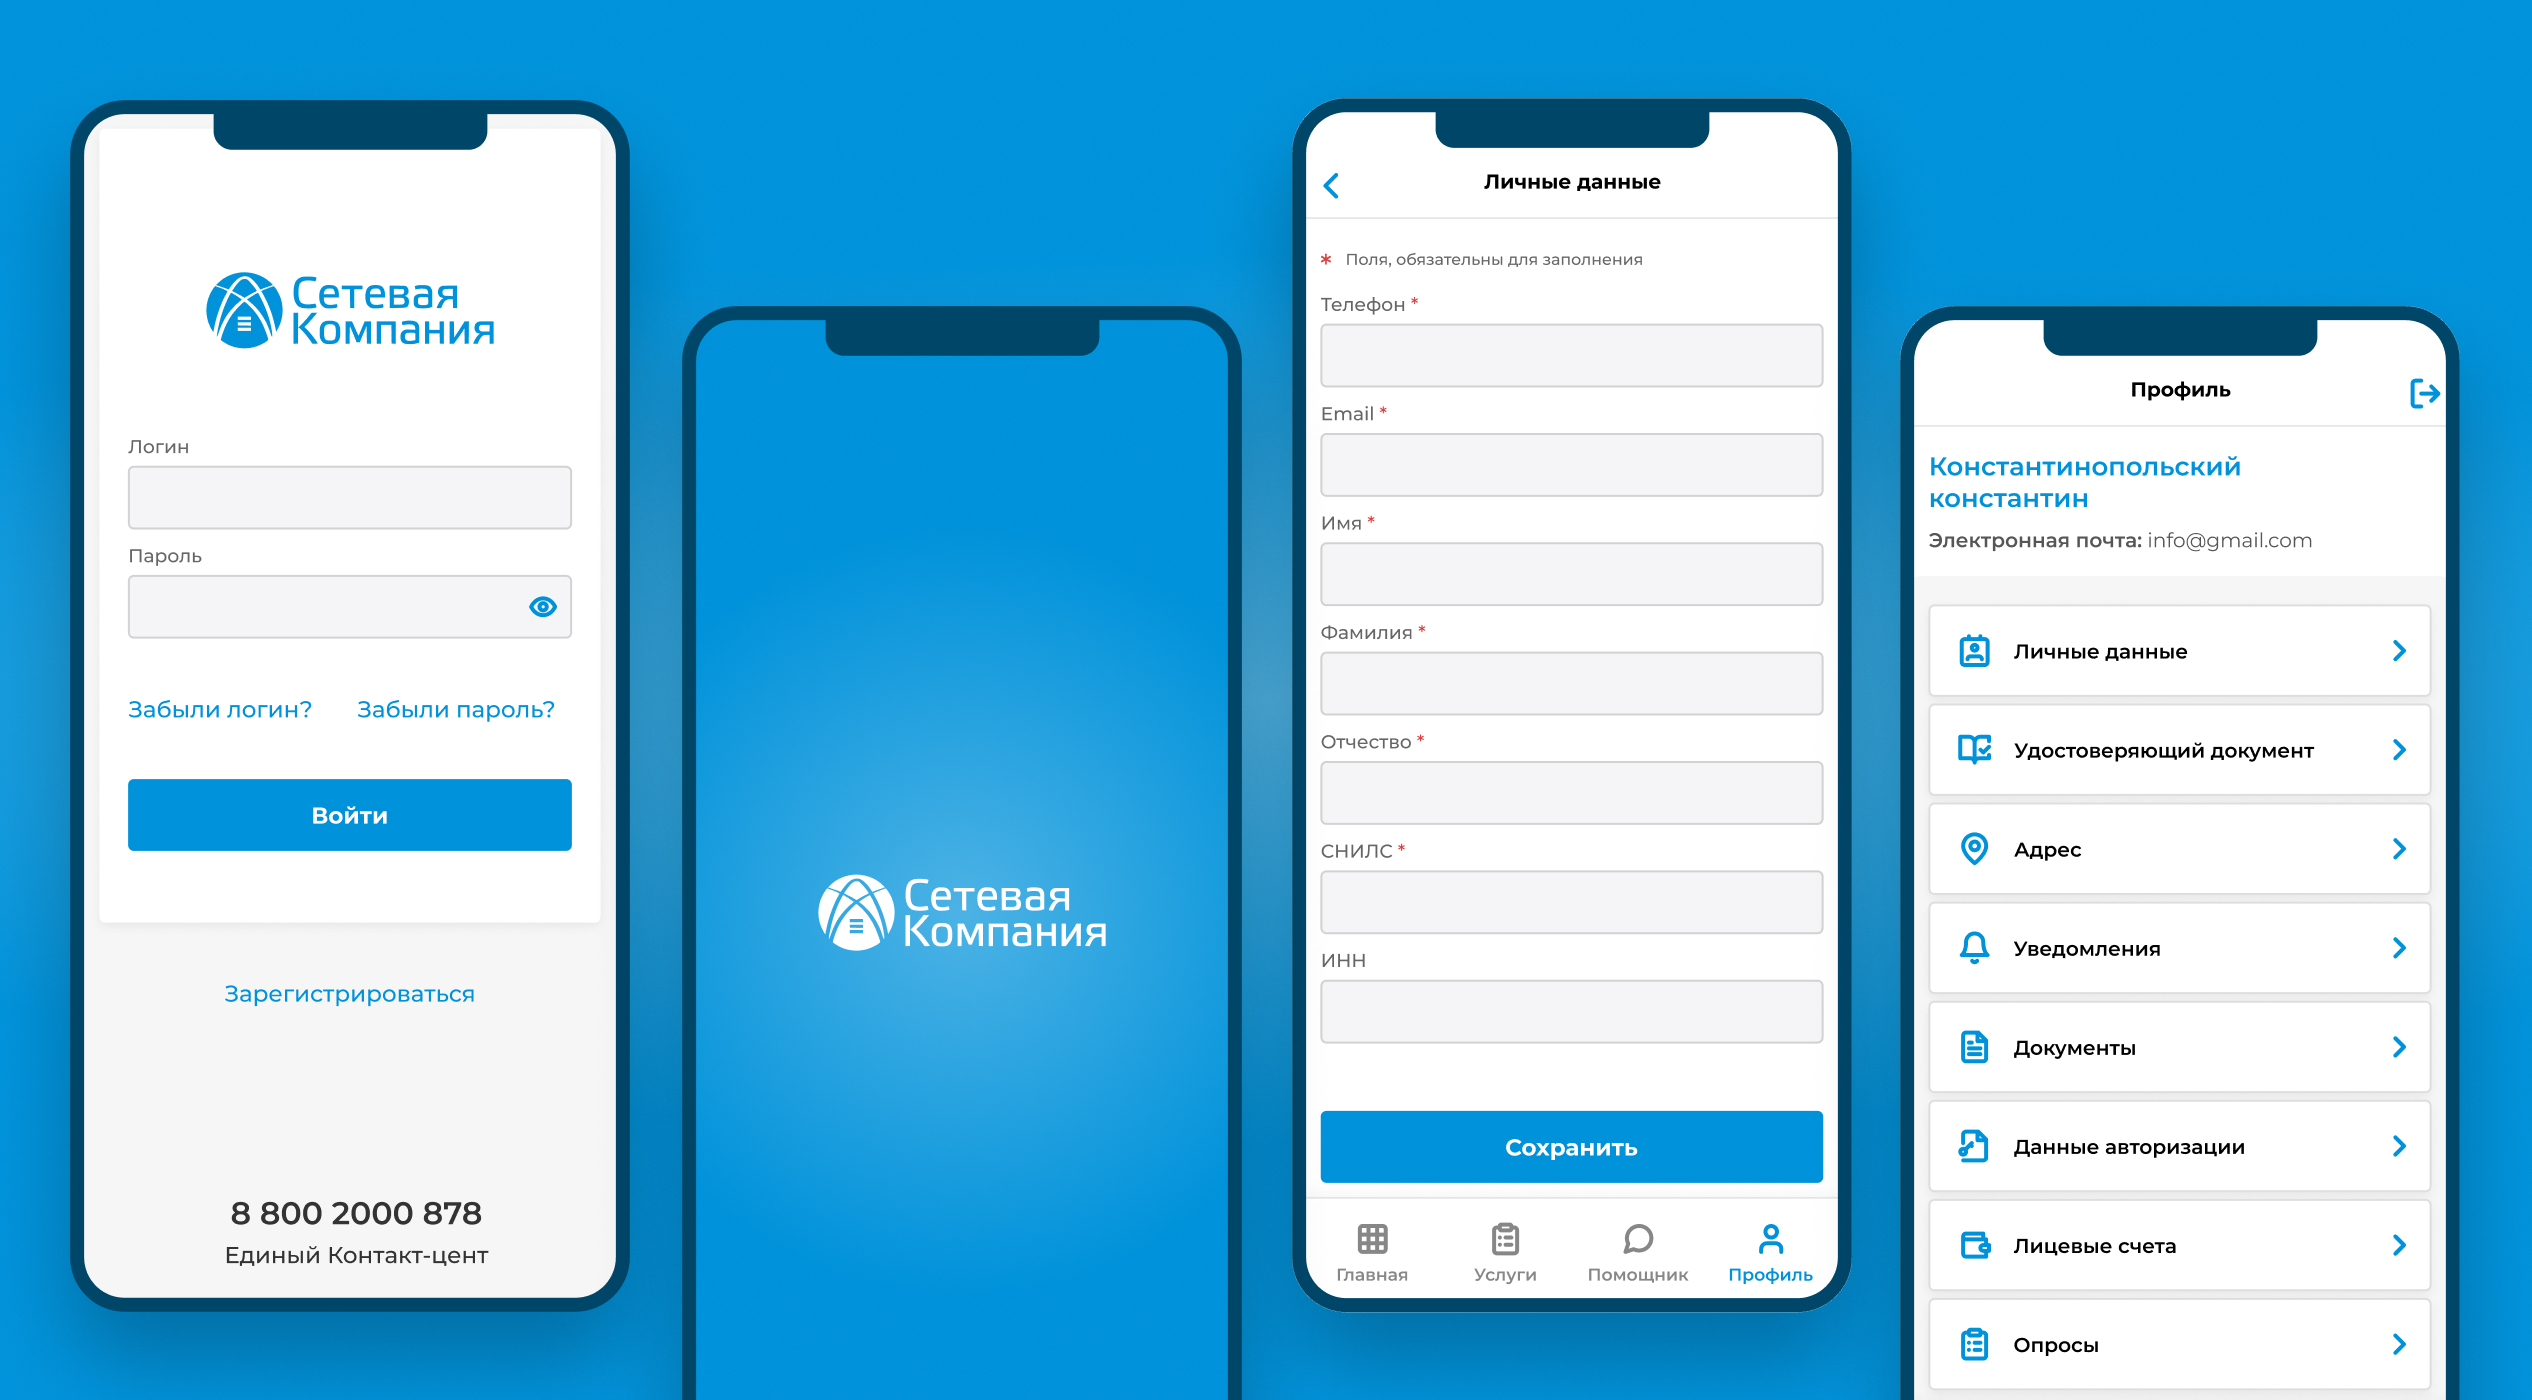 Сетевая
Компания
Логин
Пароль
Забыли логин? Забыли пароль?
Войти
Зарегистрироваться
8 800 2000 878
Единый Контакт-цент
Сетевая
Компания
Личные данные
* Поля, обязательны для заполнения
Телефон *
Email *
Имя *
Фамилия *
Отчество *
СНИЛС *
ИНН
Сохранить
Главная Услуги Помощник Профиль
Профиль
Константинопольский
константин
Электронная почта: info@gmail.com
Личные данные
Удостоверяющий документ
Адрес
Уведомления
Документы
Данные авторизации
Лицевые счета
Опросы